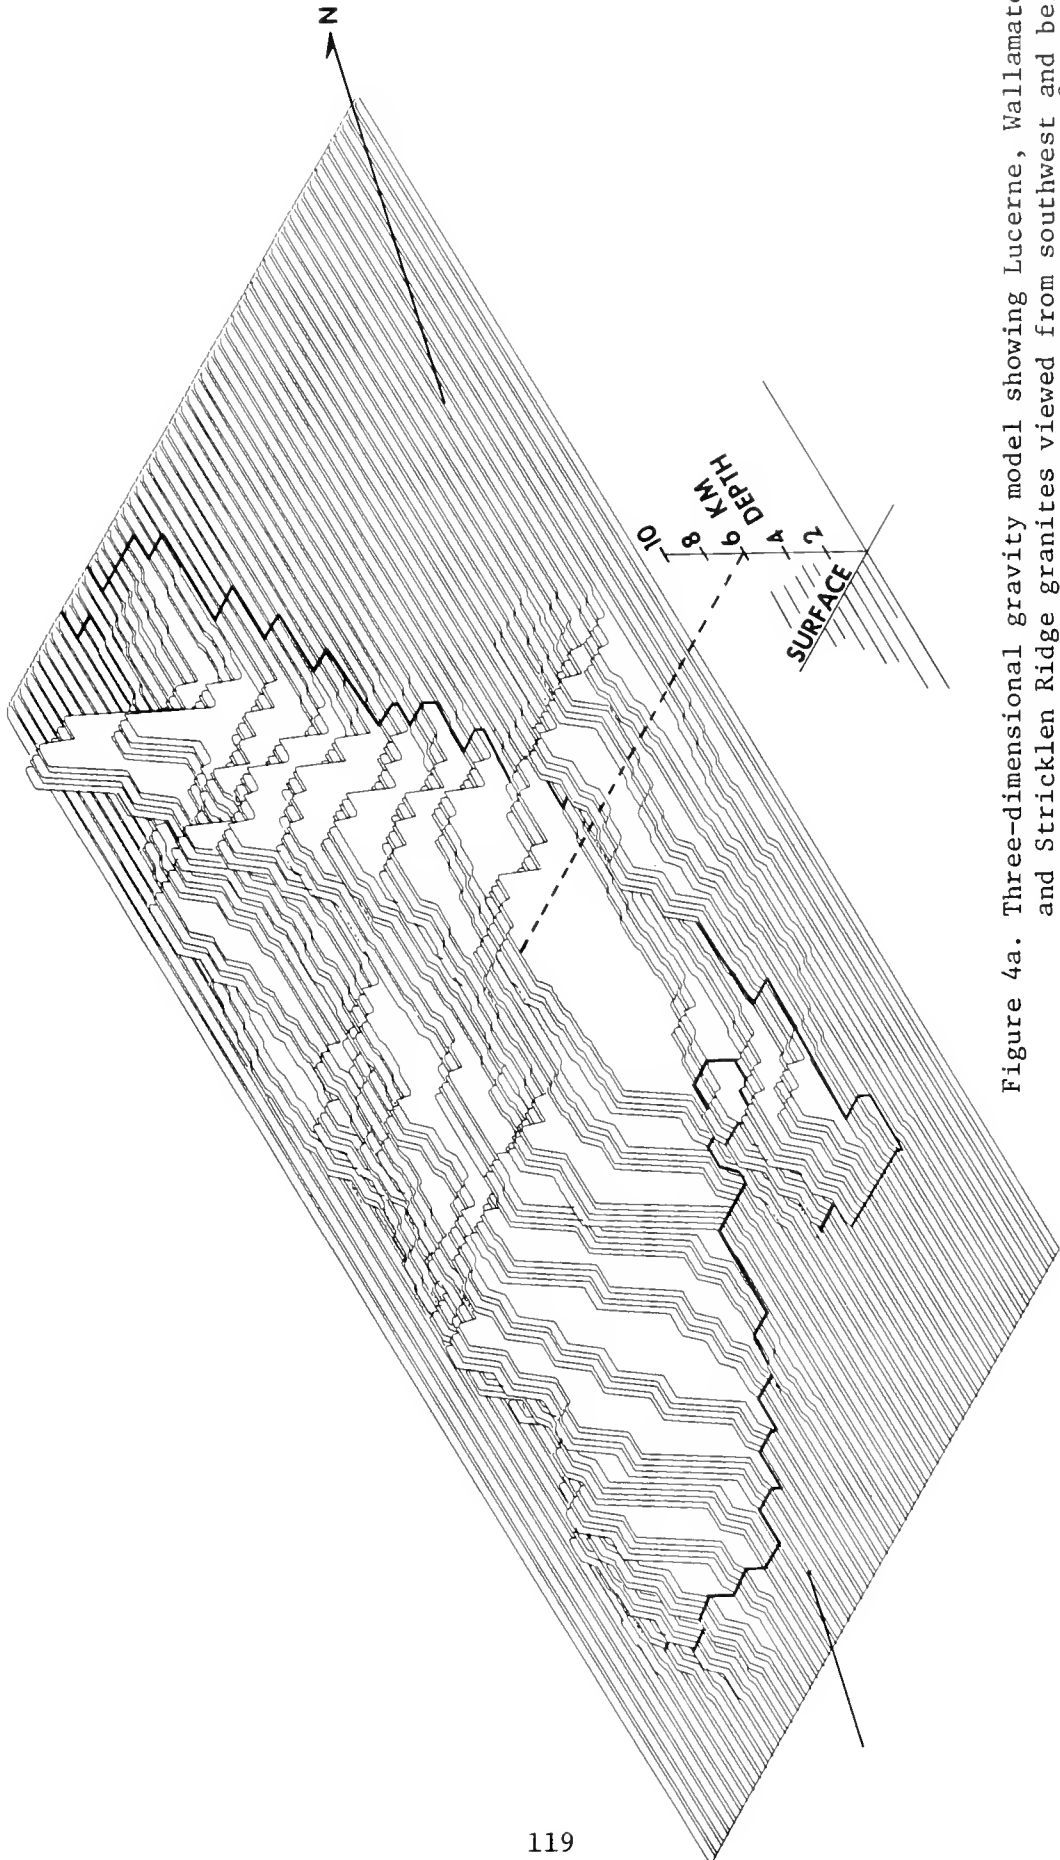 N
10
8
6 KM
DEPTH
4
2
SURFACE
Figure 4a. Three-dimensional gravity model showing Lucerne,
and Stricklen Ridge granites viewed from southwest and be
119